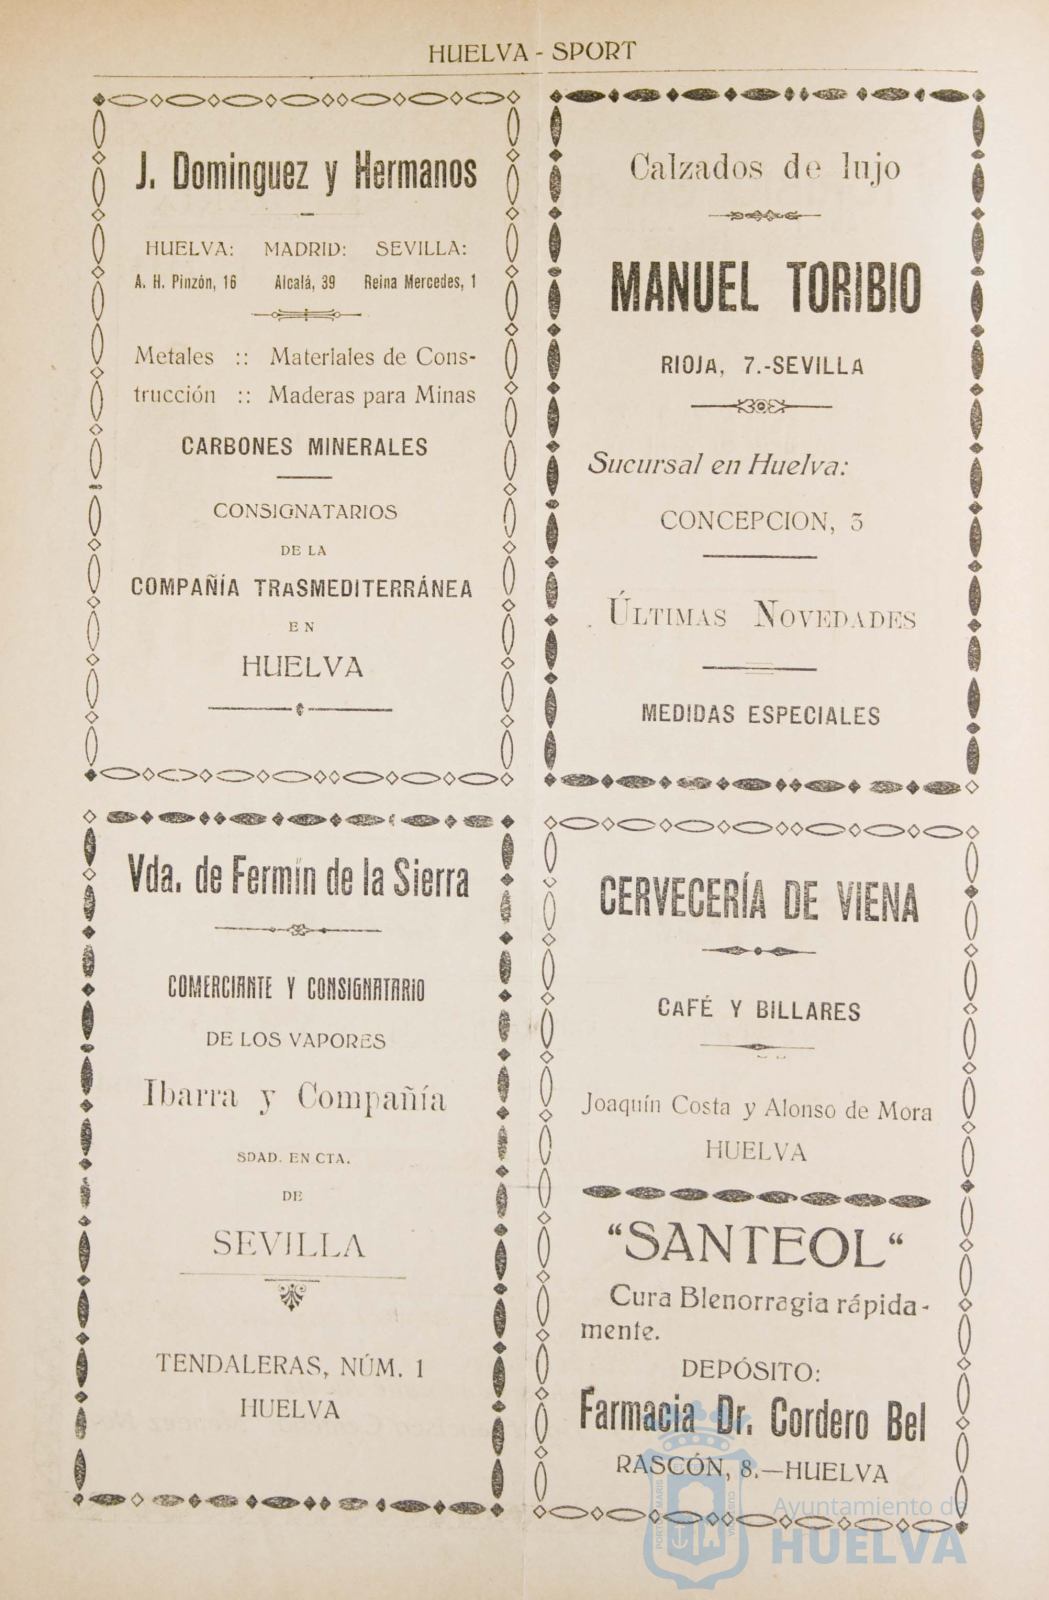 HUELVA - SPORT
J. Dominguez y Hermanos
HUELVA: MADRID: SEVILLA:
A. H. Pinzón, 16 Alcalá, 39 Reina Mercedes, 1
Metales :: Materiales de Cons-
trucción :: Maderas para Minas
CARBONES MINERALES
CONSIGNATARIOS
DE LA
COMPAÑÍA TRASMEDITERRÁNEA
EN
HUELVA
Calzados de lujo
MANUEL TORIBIO
RIOJA, 7.-SEVILLA
Sucursal en Huelva:
CONCEPCION, 3
ÚLTIMAS NOVEDADES
MEDIDAS ESPECIALES
Vda. de Fermín de la Sierra
COMERCIANTE Y CONSIGNATARIO
DE LOS VAPORES
Ibarra y Compañía
SDAD. EN CTA.
DE
SEVILLA
TENDALERAS, NÚM. 1
HUELVA
CERVECERÍA DE VIENA
CAFÉ Y BILLARES
Joaquín Costa y Alonso de Mora
HUELVA
“SANTEOL“
Cura Blenorragia rápida-
mente.
DEPÓSITO:
Farmacia Dr. Cordero Bel
RASCÓN, 8.—HUELVA
Ayuntamiento de
HUELVA